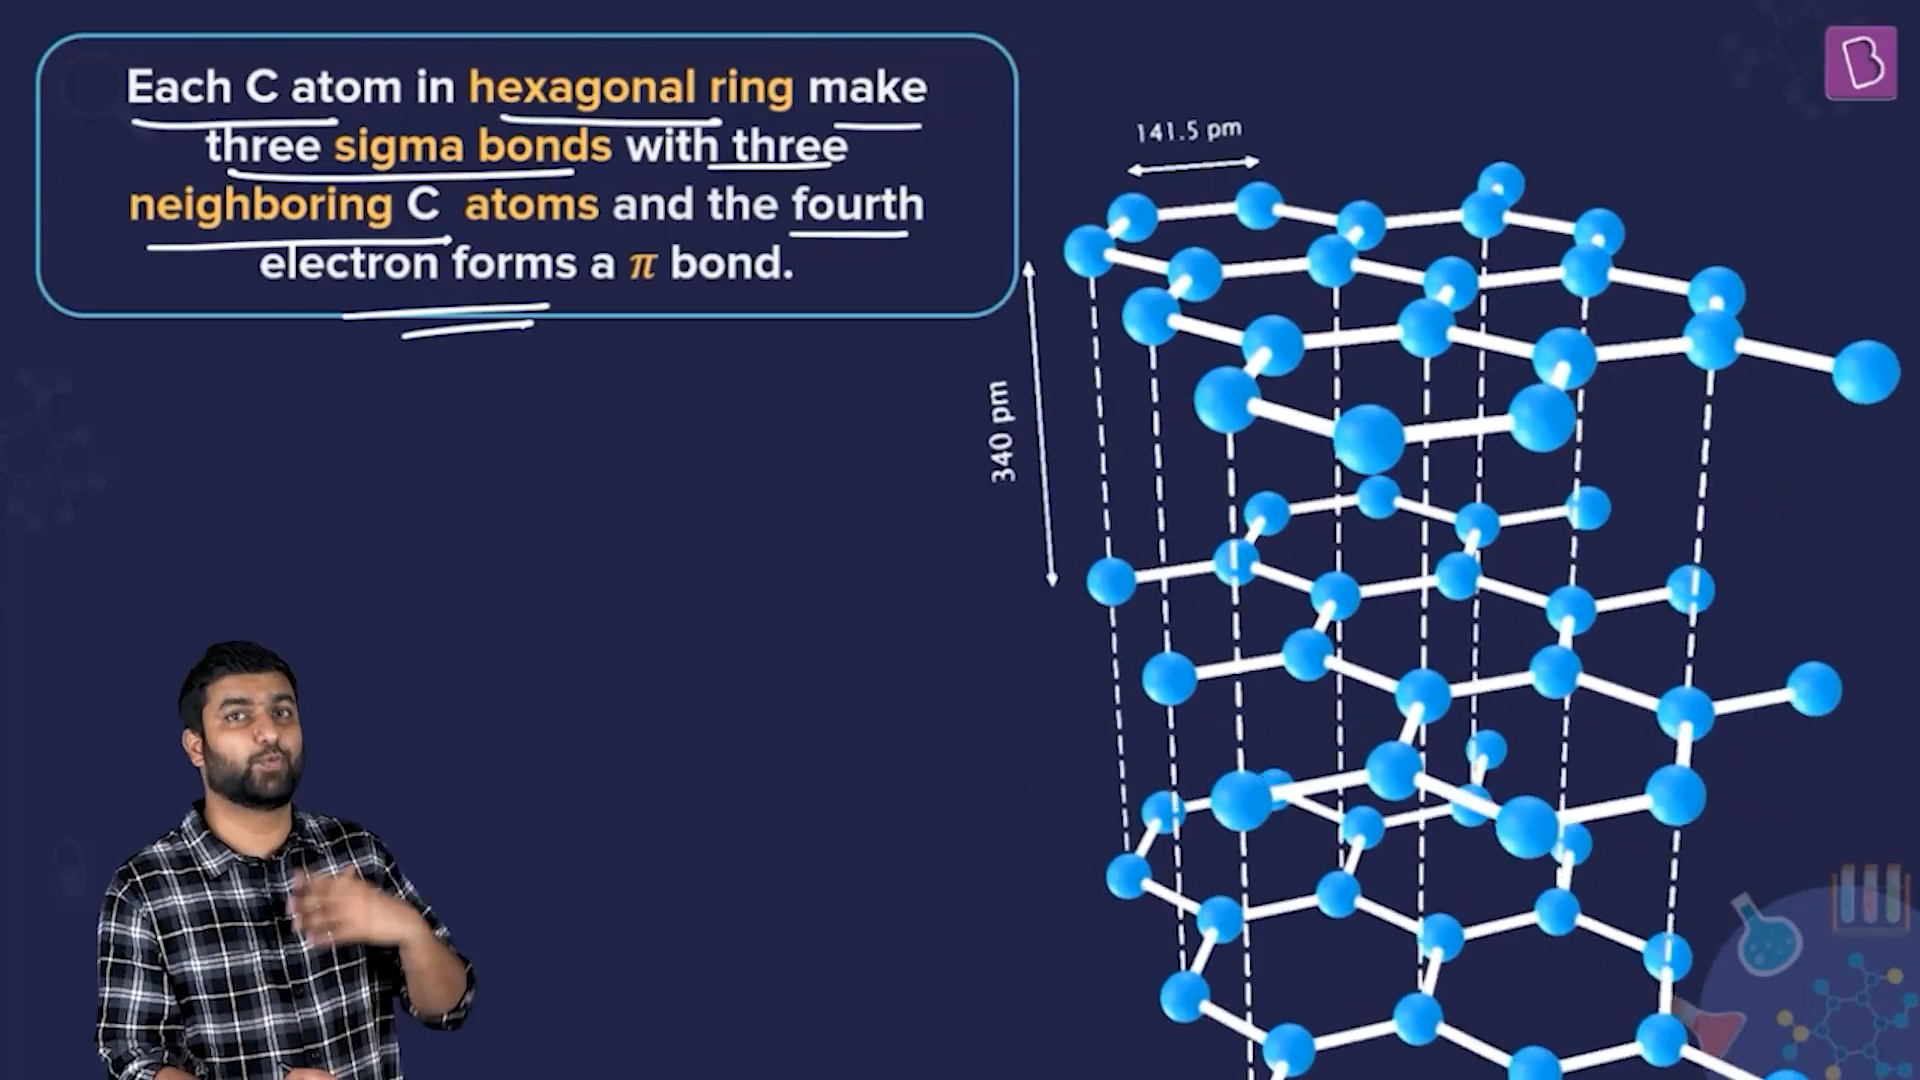 Each C atom in hexagonal ring make
three sigma bonds with three
neighboring C atoms and the fourth
electron forms a π bond.
141.5 pm
340 pm